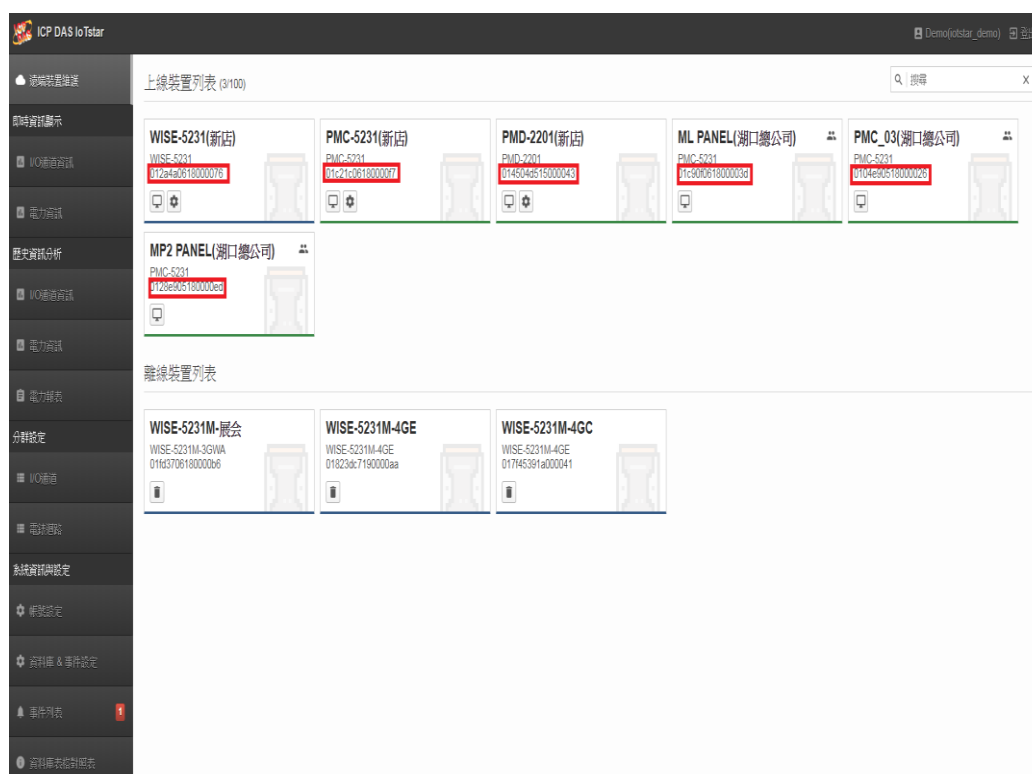 ICP DAS IoTstar
Demo(iotstar_demo)
遠端裝置維護
上線裝置列表 (3/100)
搜尋
X
即時資訊顯示
I/O通道資訊
電力資訊
歷史資訊分析
I/O通道資訊
電力資訊
電力報表
分群設定
I/O通道
電錶迴路
系統資訊與設定
帳號設定
資料庫 & 事件設定
事件列表
1
資料庫表格對照表
WISE-5231(新店)
WISE-5231
012a4a0618000076
PMC-5231(新店)
PMC-5231
01c21c06180000f7
PMD-2201(新店)
PMD-2201
014504d515800043
ML PANEL(湖口總公司)
PMC-5231
01c90f061800003d
PMC_03(湖口總公司)
PMC-5231
0104e90518000026
MP2 PANEL(湖口總公司)
PMC-5231
0128e905180000ed
離線裝置列表
WISE-5231M-展会
WISE-5231M-3GWA
01fd3706180000b6
WISE-5231M-4GE
WISE-5231M-4GE
01823dc7190000aa
WISE-5231M-4GC
WISE-5231M-4GE
017f45391a000041